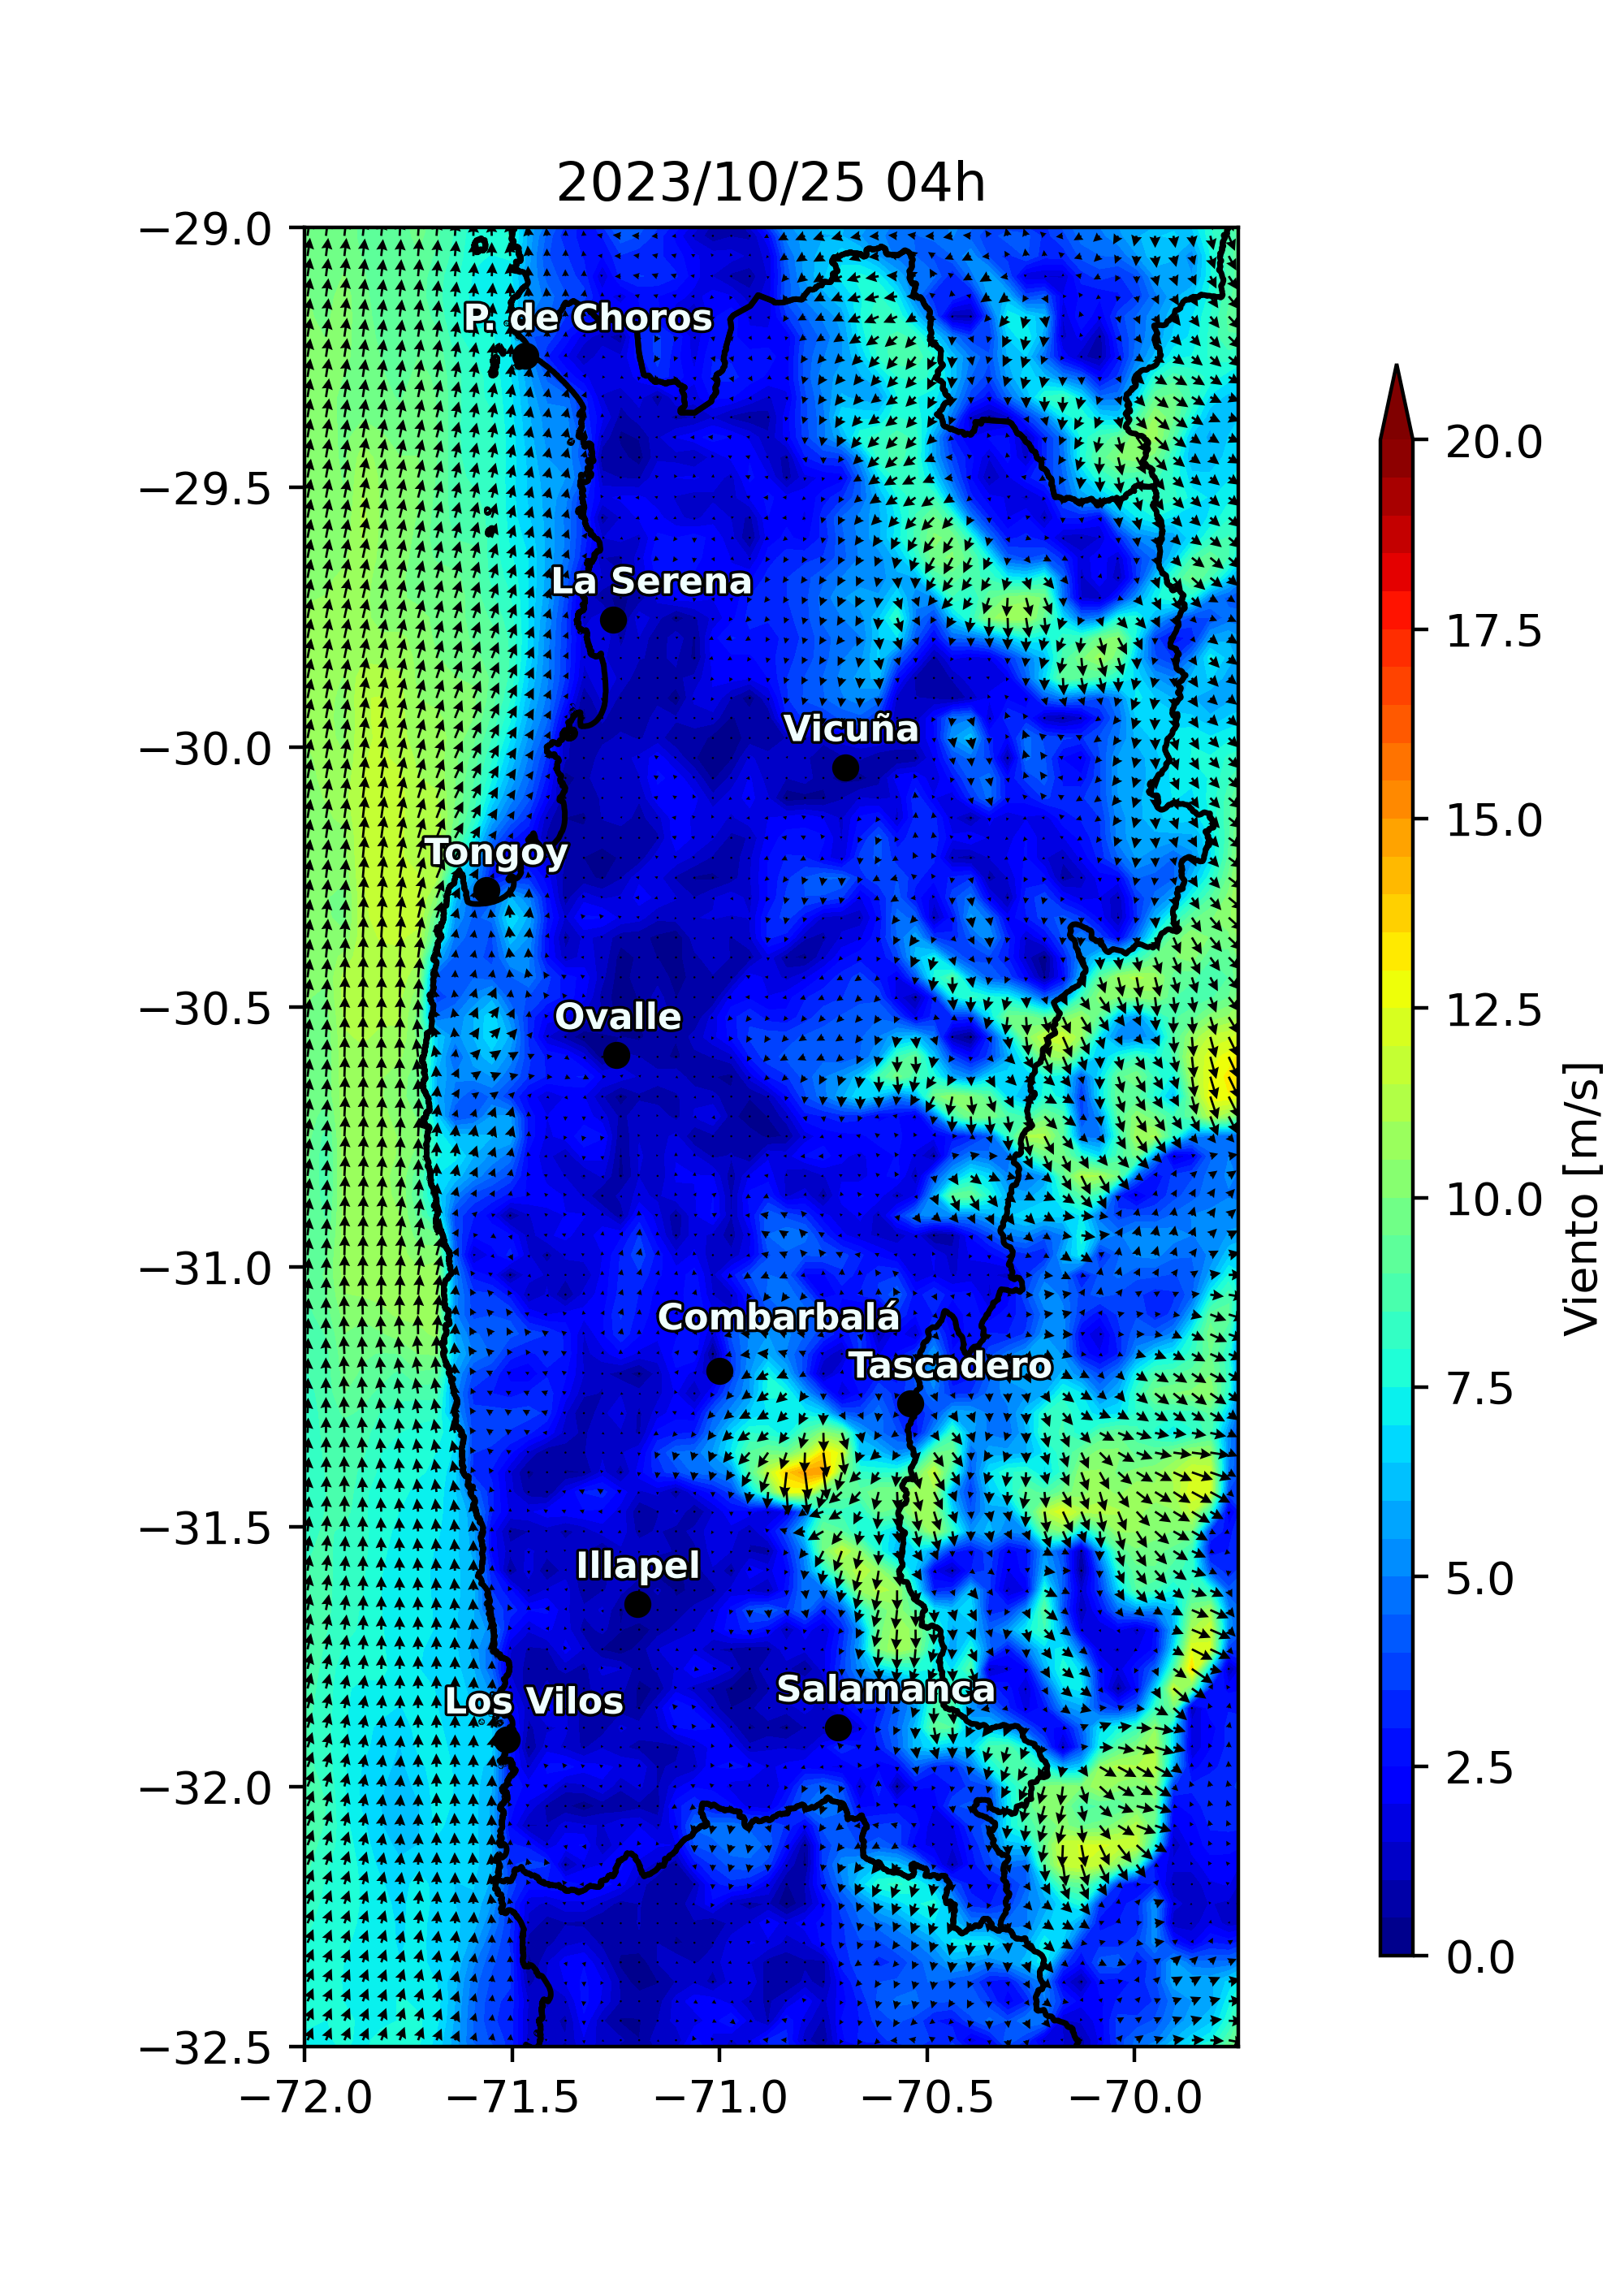 2023/10/25 04h
−29.0
−29.5
−30.0
−30.5
−31.0
−31.5
−32.0
−32.5
−72.0
−71.5
−71.0
−70.5
−70.0
P. de Choros
La Serena
Vicuña
Tongoy
Ovalle
Combarbalá
Tascadero
Illapel
Salamanca
Los Vilos
20.0
17.5
15.0
12.5
10.0
7.5
5.0
2.5
0.0
Viento [m/s]